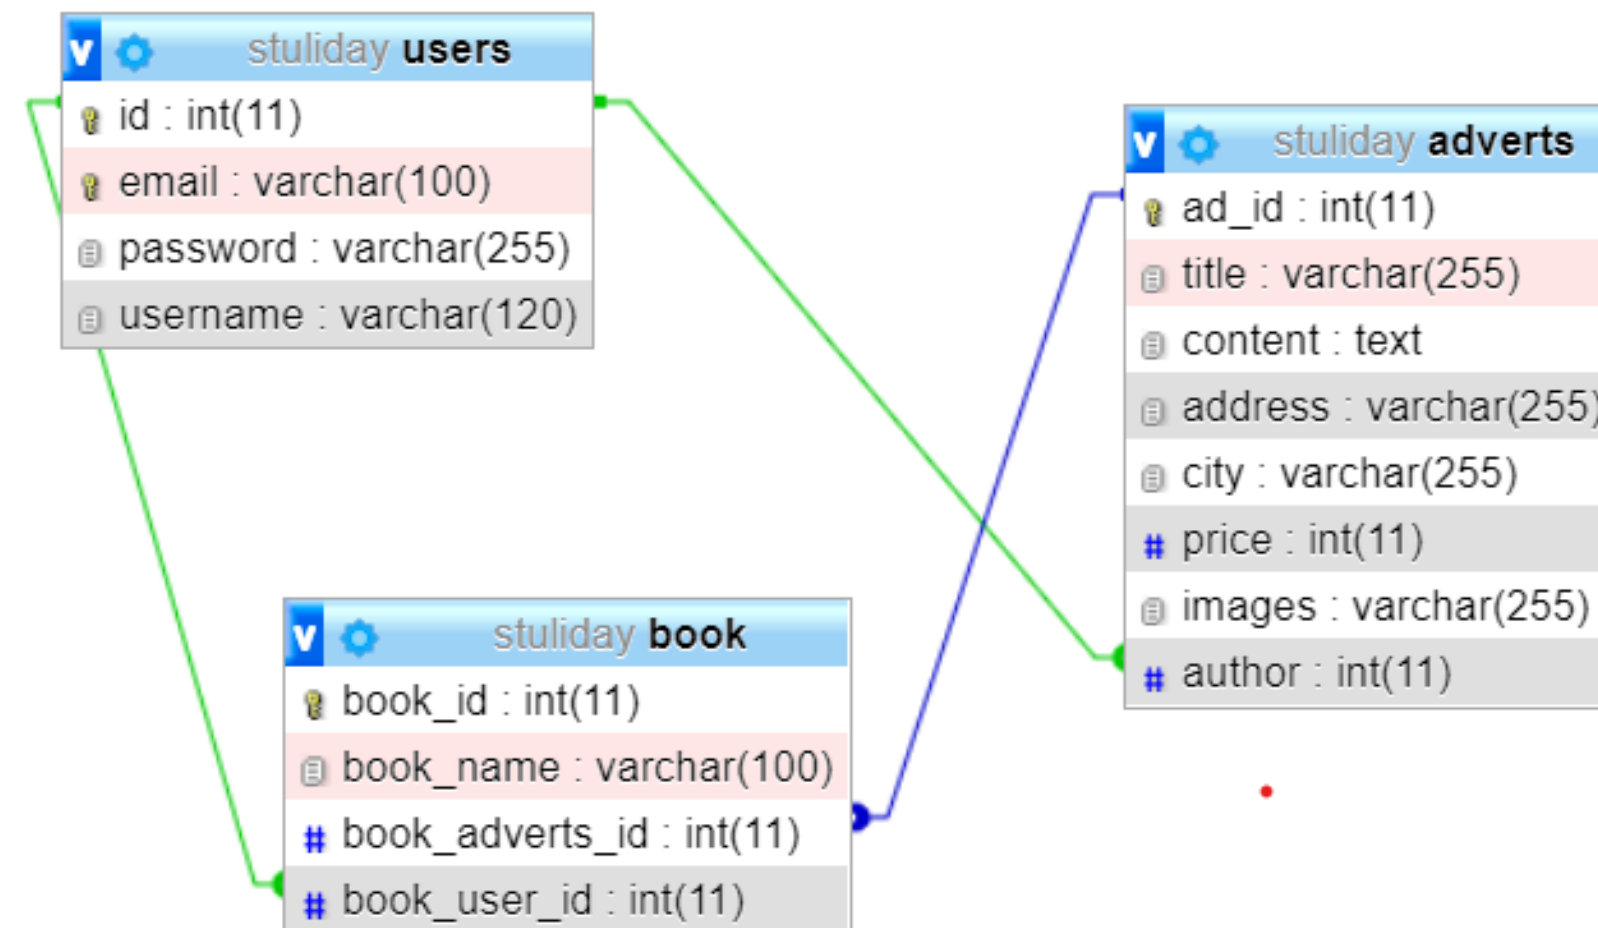 v stuliday users
id : int(11)
email : varchar(100)
password : varchar(255)
username : varchar(120)
v stuliday adverts
ad_id : int(11)
title : varchar(255)
content : text
address : varchar(255)
city : varchar(255)
# price : int(11)
images : varchar(255)
# author : int(11)
v stuliday book
book_id : int(11)
book_name : varchar(100)
# book_adverts_id : int(11)
# book_user_id : int(11)